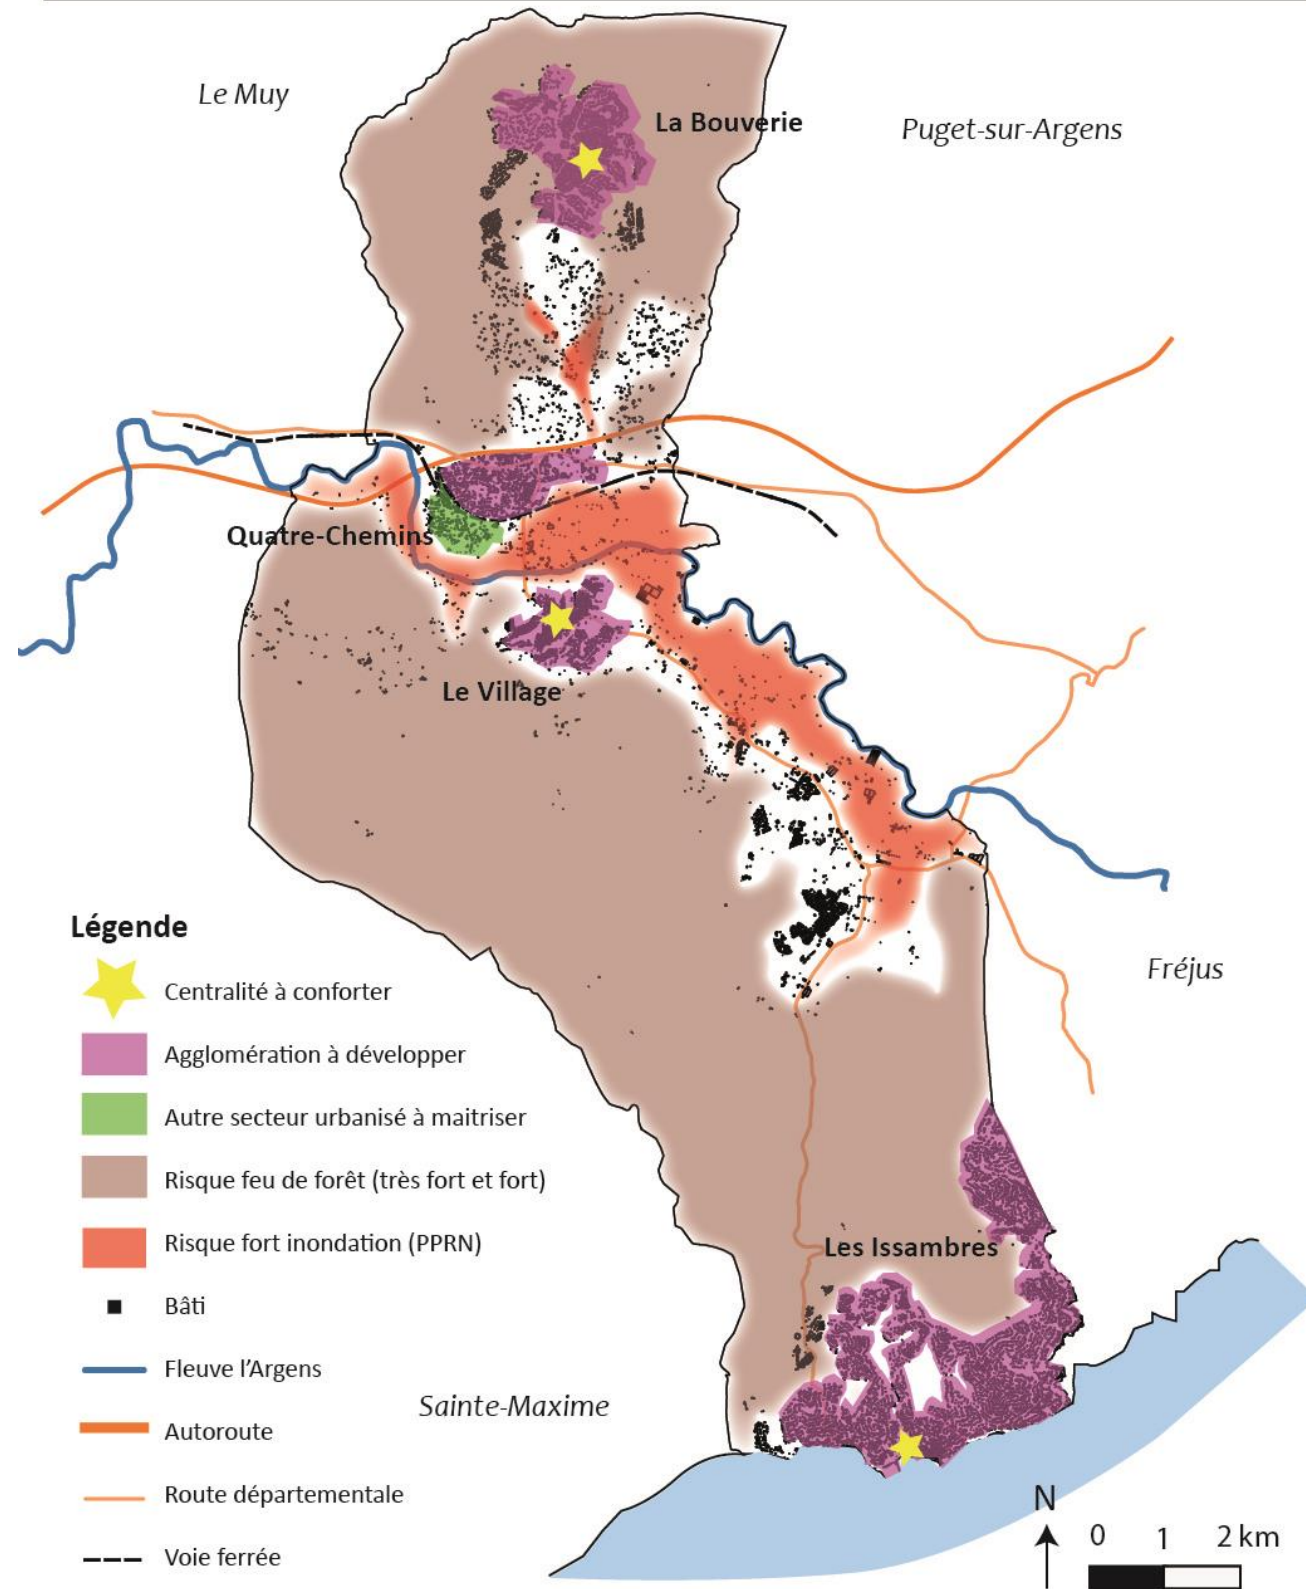 Le Muy
La Bouverie
Puget-sur-Argens
Quatre-Chemins
Le Village
Légende
Centralité à conforter
Agglomération à développer
Autre secteur urbanisé à maitriser
Risque feu de forêt (très fort et fort)
Risque fort inondation (PPRN)
Bâti
Fleuve l'Argens
Autoroute
Route départementale
Voie ferrée
Fréjus
Les Issambres
Sainte-Maxime
N
0 1 2 km